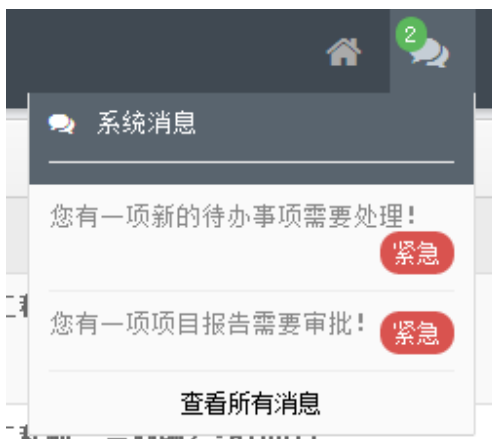 2
系统消息
您有一项新的待办事项需要处理!
紧急
您有一项项目报告需要审批! 紧急
查看所有消息